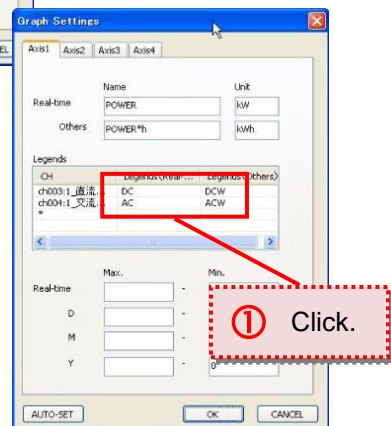 EL
Graph Settings
Axis1 Axis2 Axis3 Axis4
Name Unit
Real-time POWER kW
Others POWER*h kWh
Legends
CH Legends(Real-... Legends(Others)
ch003:1_直流... DC DCW
ch004:1_交流... AC ACW
*
Max. Min.
Real-time -
D -
M -
Y - 0
① Click.
AUTO-SET OK CANCEL